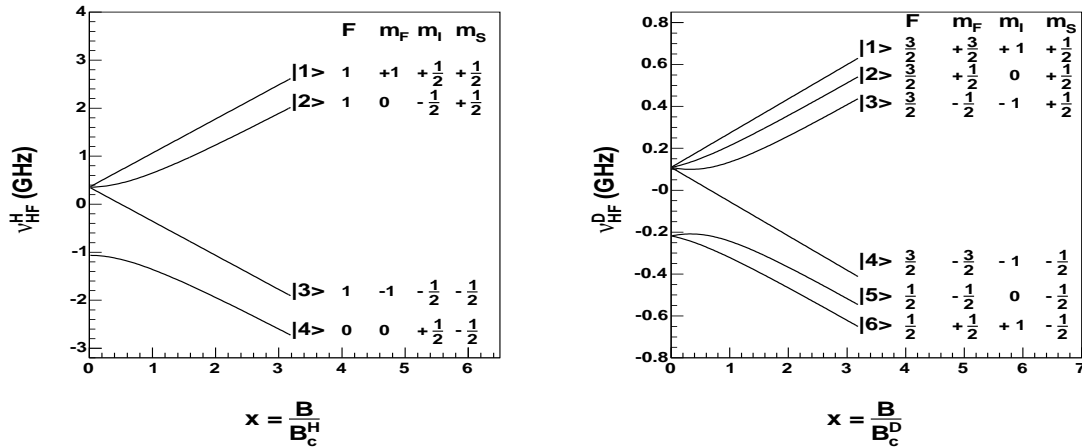 F m_F m_I m_S
|1> 1 +1 +1/2 +1/2
|2> 1 0 -1/2 +1/2
|3> 1 -1 -1/2 -1/2
|4> 0 0 +1/2 -1/2
4
3
2
1
0
-1
-2
-3
0 1 2 3 4 5 6
ν_HF^H (GHz)
x = B/B_c^H
F m_F m_I m_S
|1> 3/2 +3/2 +1 +1/2
|2> 3/2 +1/2 0 +1/2
|3> 3/2 -1/2 -1 +1/2
|4> 3/2 -3/2 -1 -1/2
|5> 1/2 -1/2 0 -1/2
|6> 1/2 +1/2 +1 -1/2
0.8
0.6
0.4
0.2
-0
-0.2
-0.4
-0.6
-0.8
0 1 2 3 4 5 6 7
ν_HF^D (GHz)
x = B/B_c^D